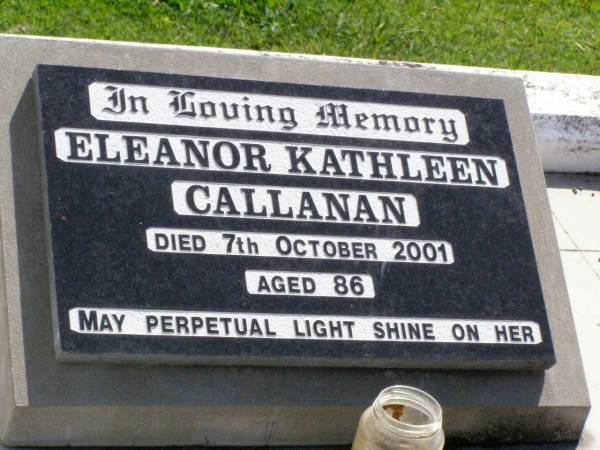 In Loving Memory
ELEANOR KATHLEEN
CALLANAN
DIED 7th OCTOBER 2001
AGED 86
MAY PERPETUAL LIGHT SHINE ON HER